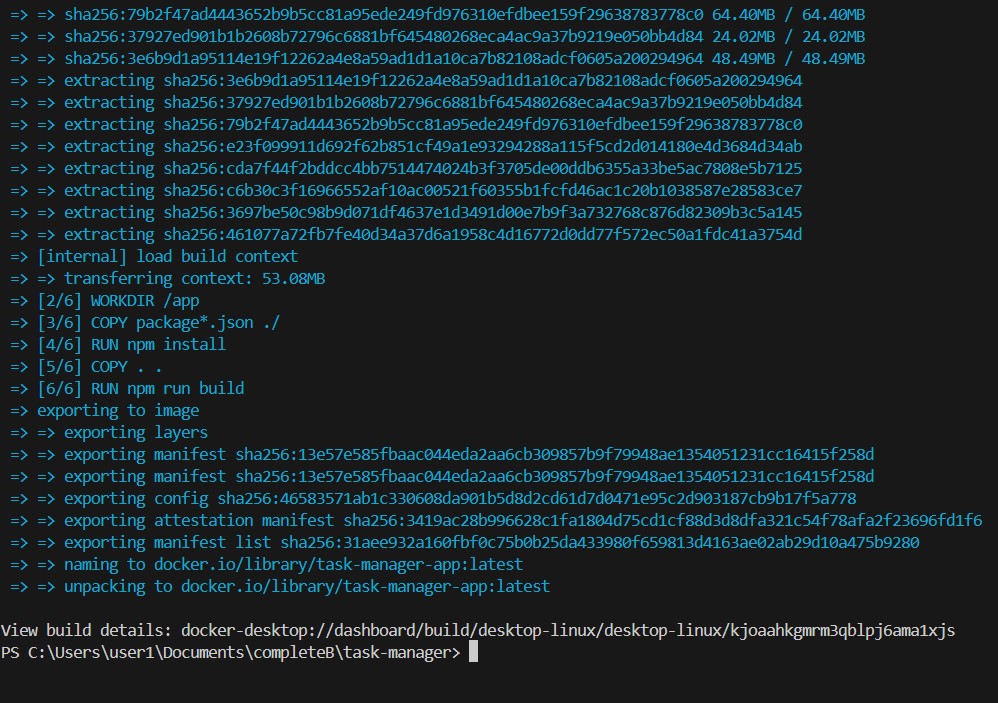 => => sha256:79b2f47ad4443652b9b5cc81a95ede249fd976310efdbee159f29638783778c0 64.40MB / 64.40MB
=> => sha256:37927ed901b1b2608b72796c6881bf645480268eca4ac9a37b9219e050bb4d84 24.02MB / 24.02MB
=> => sha256:3e6b9d1a95114e19f12262a4e8a59ad1d1a10ca7b82108adcf0605a200294964 48.49MB / 48.49MB
=> => extracting sha256:3e6b9d1a95114e19f12262a4e8a59ad1d1a10ca7b82108adcf0605a200294964
=> => extracting sha256:37927ed901b1b2608b72796c6881bf645480268eca4ac9a37b9219e050bb4d84
=> => extracting sha256:79b2f47ad4443652b9b5cc81a95ede249fd976310efdbee159f29638783778c0
=> => extracting sha256:e23f099911d692f62b851cf49a1e93294288a115f5cd2d014180e4d3684d34ab
=> => extracting sha256:cda7f44f2bddcc4bb7514474024b3f3705de00ddb6355a33be5ac7808e5b7125
=> => extracting sha256:c6b30c3f16966552af10ac00521f60355b1fcfd46ac1c20b1038587e28583ce7
=> => extracting sha256:3697be50c98b9d071df4637e1d3491d00e7b9f3a732768c876d82309b3c5a145
=> => extracting sha256:461077a72fb7fe40d34a37d6a1958c4d16772d0dd77f572ec50a1fdc41a3754d
=> [internal] load build context
=> => transferring context: 53.08MB
=> [2/6] WORKDIR /app
=> [3/6] COPY package*.json ./
=> [4/6] RUN npm install
=> [5/6] COPY . .
=> [6/6] RUN npm run build
=> exporting to image
=> => exporting layers
=> => exporting manifest sha256:13e57e585fbaac044eda2aa6cb309857b9f79948ae1354051231cc16415f258d
=> => exporting manifest sha256:13e57e585fbaac044eda2aa6cb309857b9f79948ae1354051231cc16415f258d
=> => exporting config sha256:46583571ab1c330608da901b5d8d2cd61d7d0471e95c2d903187cb9b17f5a778
=> => exporting attestation manifest sha256:3419ac28b996628c1fa1804d75cd1cf88d3d8dfa321c54f78afa2f23696fd1f6
=> => exporting manifest list sha256:31aee932a160fbf0c75b0b25da433980f659813d4163ae02ab29d10a475b9280
=> => naming to docker.io/library/task-manager-app:latest
=> => unpacking to docker.io/library/task-manager-app:latest
View build details: docker-desktop://dashboard/build/desktop-linux/desktop-linux/kjoaahkgmrm3qblpj6ama1xjs
PS C:\Users\user1\Documents\completeB\task-manager>